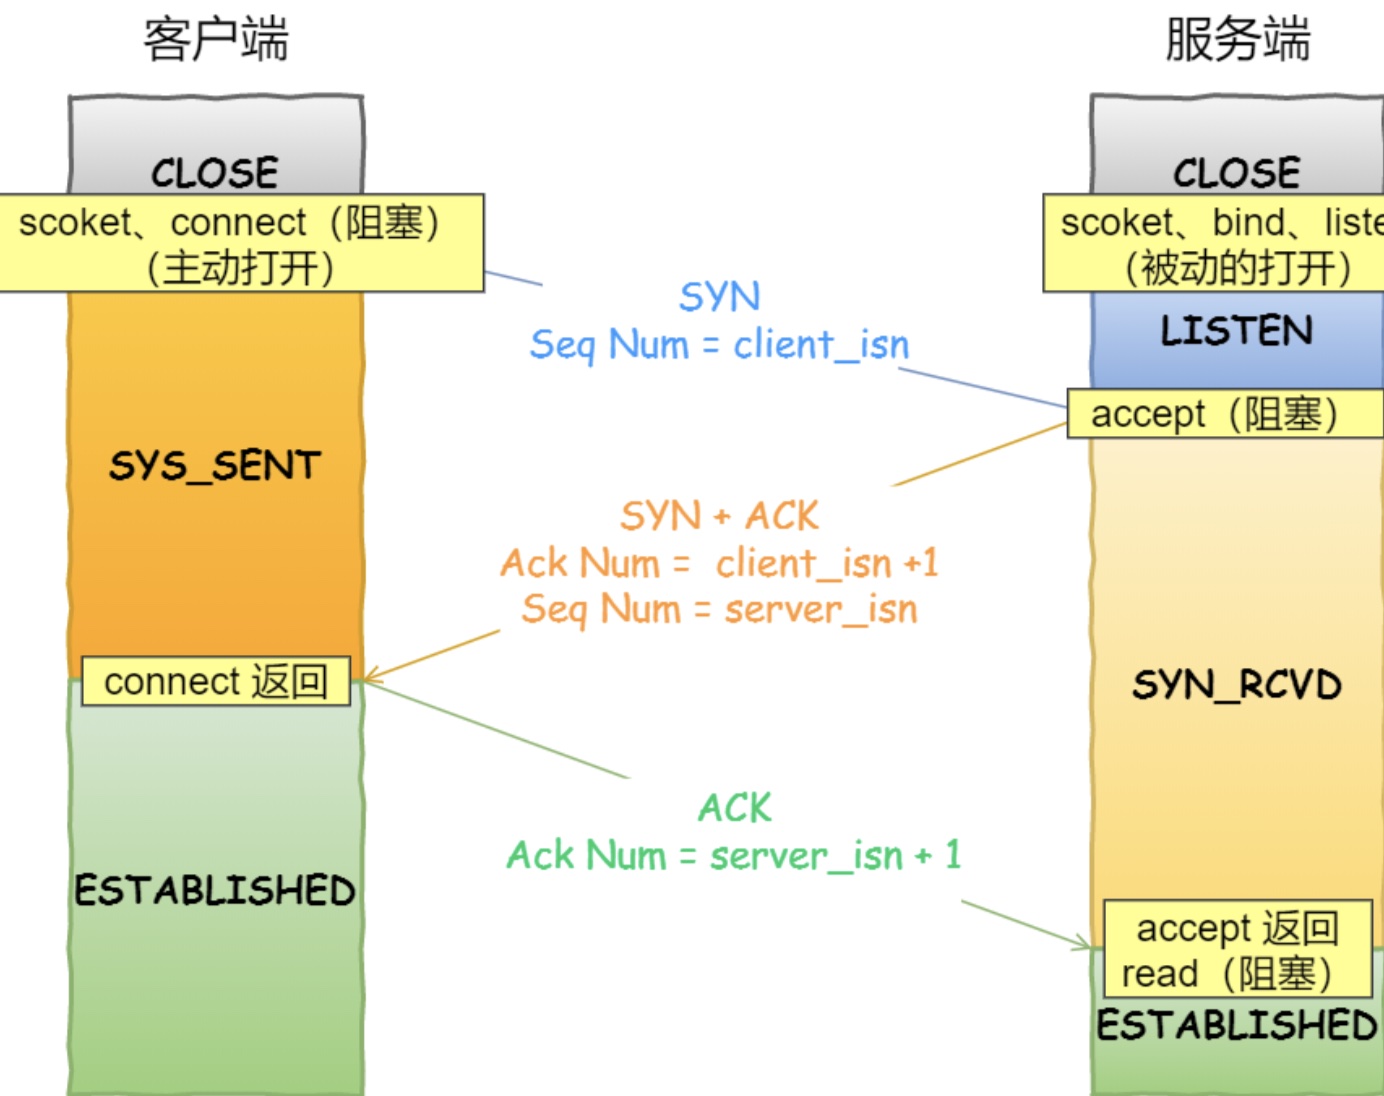 客户端
服务端
CLOSE
CLOSE
scoket、connect（阻塞）
（主动打开）
scoket、bind、liste
（被动的打开）
SYN
Seq Num = client_isn
LISTEN
accept（阻塞）
SYS_SENT
SYN + ACK
Ack Num = client_isn +1
Seq Num = server_isn
connect 返回
SYN_RCVD
ACK
Ack Num = server_isn + 1
ESTABLISHED
accept 返回
read（阻塞）
ESTABLISHED